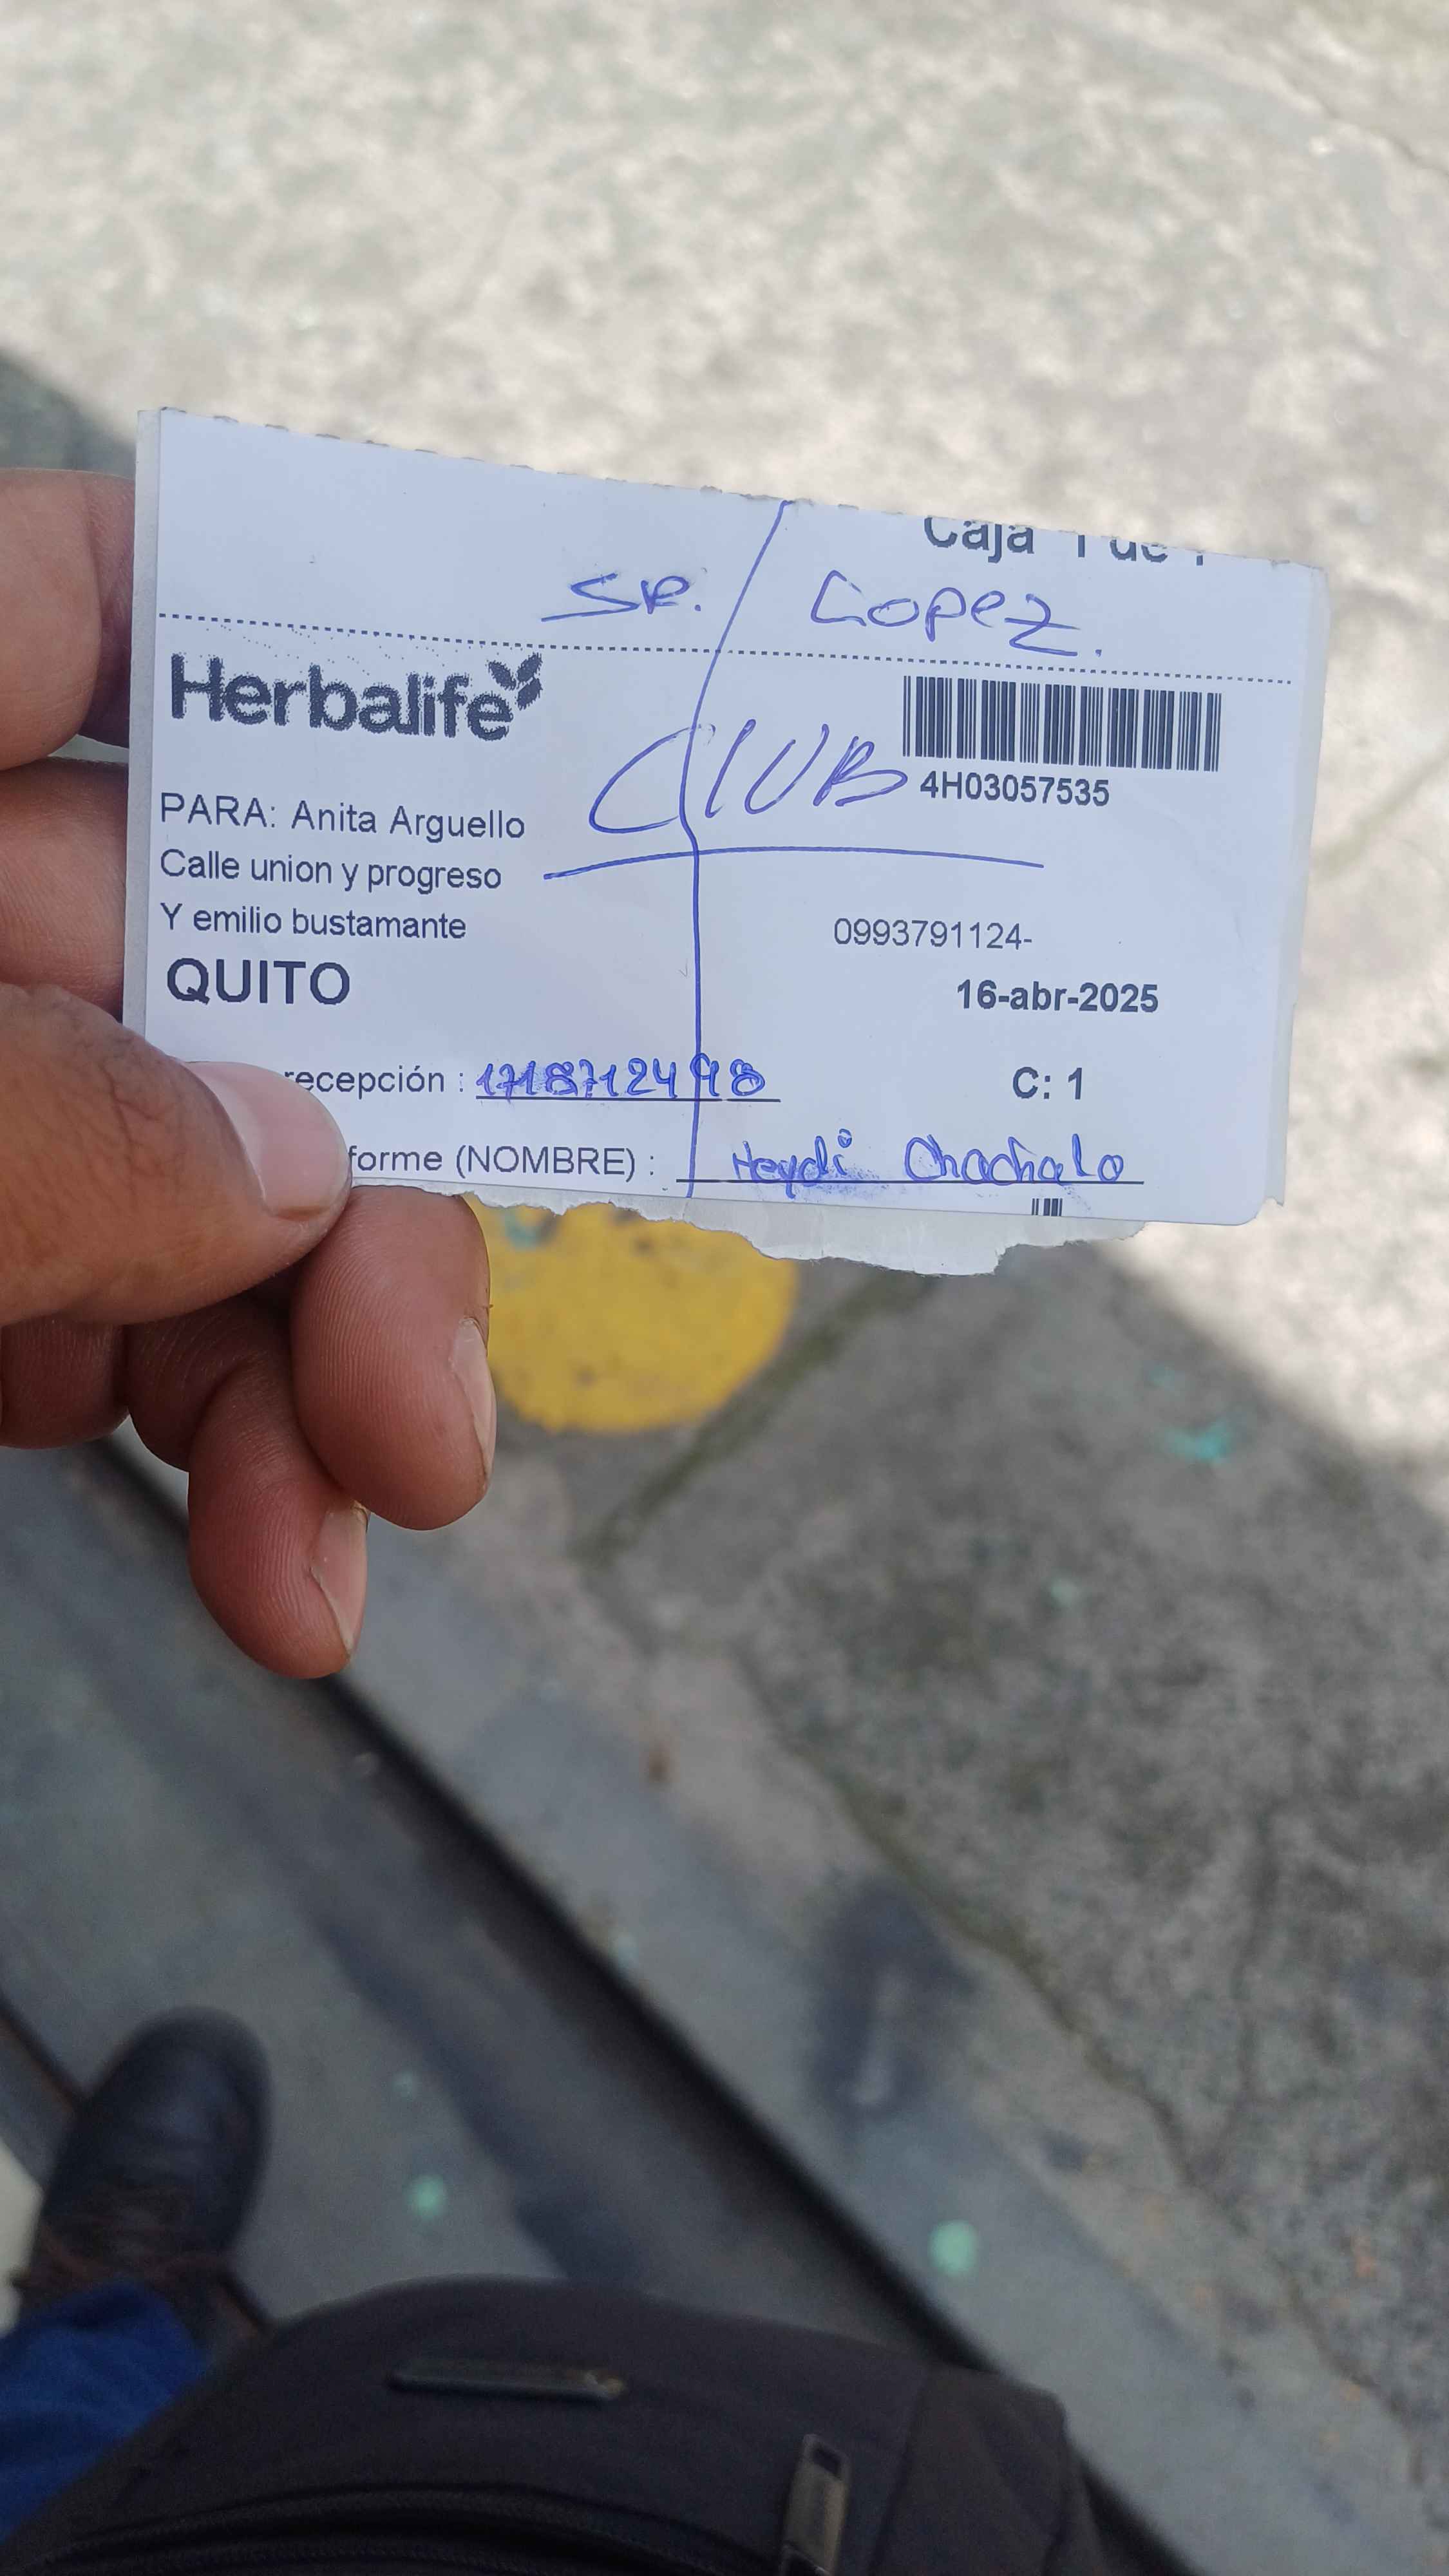 Caja 1 de 1
SR. Lopez.
Herbalife
CLUB
4H03057535
PARA: Anita Arguello
Calle union y progreso
Y emilio bustamante
0993791124-
QUITO
16-abr-2025
recepción : 1718712498
C: 1
forme (NOMBRE) : Heydi Chachalo